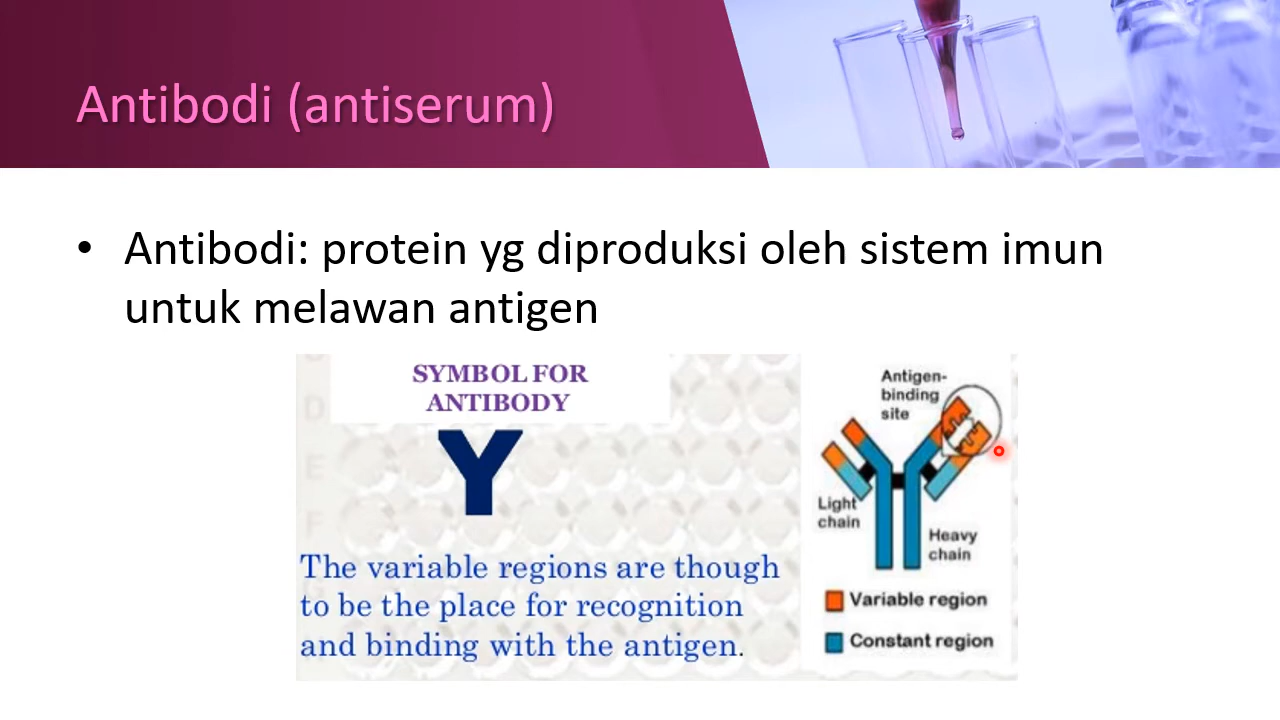 Antibodi (antiserum)
• Antibodi: protein yg diproduksi oleh sistem imun
untuk melawan antigen
SYMBOL FOR
ANTIBODY
Y
The variable regions are though
to be the place for recognition
and binding with the antigen.
D
E
F
Antigen-
binding
site
Light
chain
Heavy
chain
Variable region
Constant region